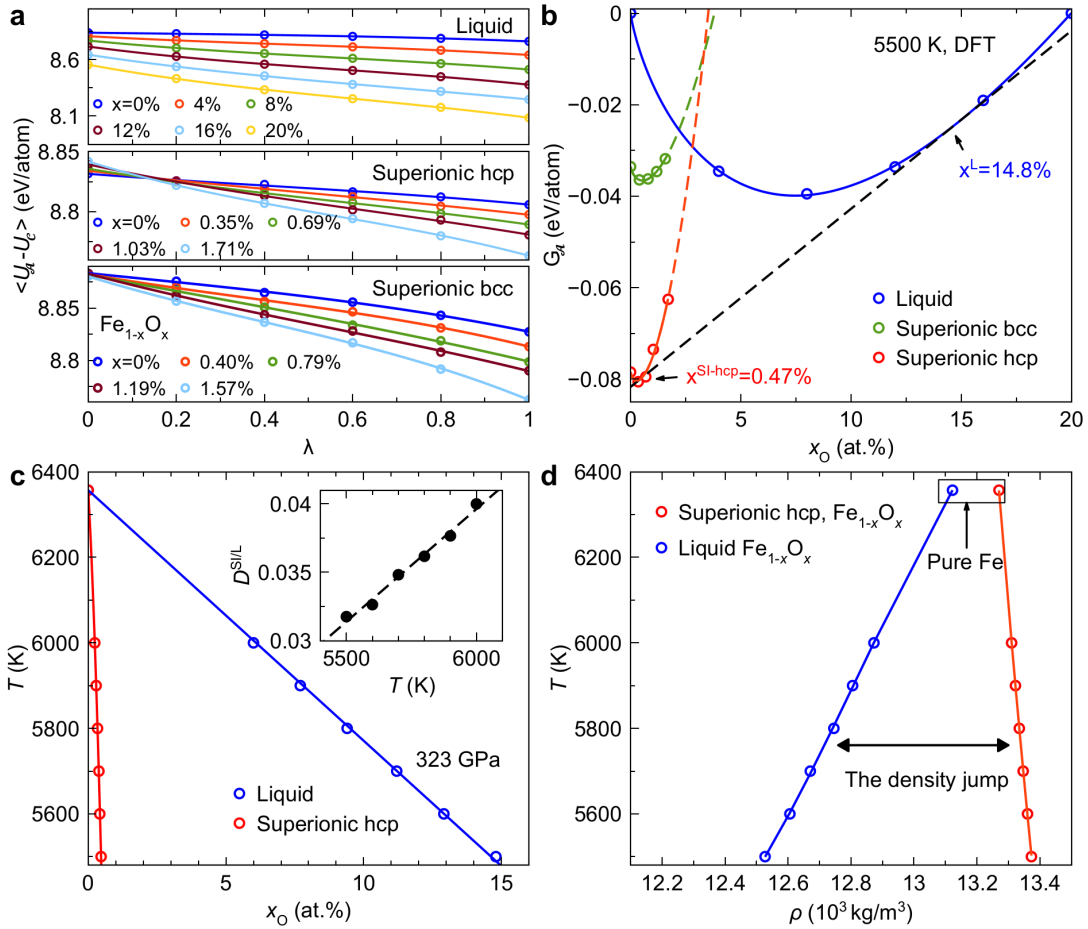 a
Liquid
8.6
8.1
x=0%
4%
8%
12%
16%
20%
<U𝒜-U𝒞> (eV/atom)
8.85
8.8
Superionic hcp
x=0%
0.35%
0.69%
1.03%
1.71%
8.85
8.8
Superionic bcc
Fe1-xOx
x=0%
0.40%
0.79%
1.19%
1.57%
0 0.2 0.4 0.6 0.8 1
λ
b
5500 K, DFT
0
−0.02
−0.04
−0.06
−0.08
G𝒜 (eV/atom)
xL=14.8%
Liquid
Superionic bcc
Superionic hcp
xSI-hcp=0.47%
0 5 10 15 20
xO (at.%)
c
6400
6200
6000
5800
5600
T (K)
0.04
0.035
0.03
DSI/L
5500 6000
T (K)
323 GPa
Liquid
Superionic hcp
0 5 10 15
xO (at.%)
d
6400
6200
6000
5800
5600
T (K)
Superionic hcp, Fe1-xOx
Liquid Fe1-xOx
Pure Fe
The density jump
12.2 12.4 12.6 12.8 13 13.2 13.4
ρ (103 kg/m3)